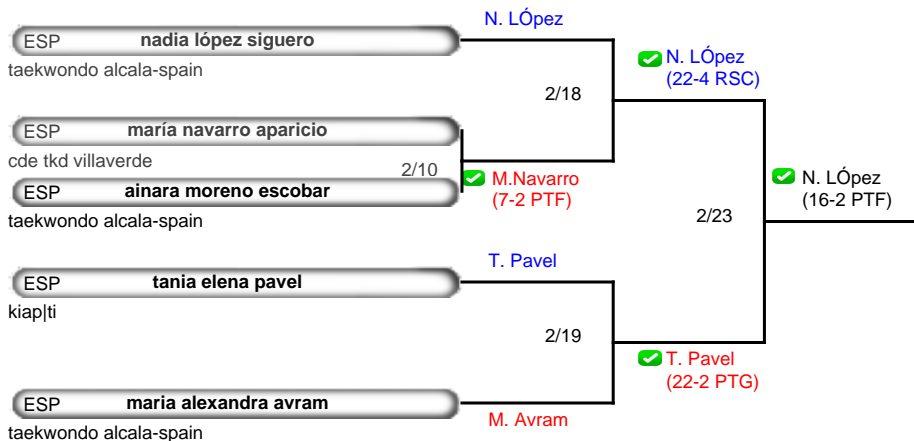 N. LÓpez
ESP nadia lópez siguero
taekwondo alcala-spain
N. LÓpez
(22-4 RSC)
2/18
ESP maría navarro aparicio
cde tkd villaverde
2/10
M.Navarro
(7-2 PTF)
ESP ainara moreno escobar
taekwondo alcala-spain
N. LÓpez
(16-2 PTF)
2/23
T. Pavel
ESP tania elena pavel
kiap|ti
2/19
T. Pavel
(22-2 PTG)
ESP maria alexandra avram
M. Avram
taekwondo alcala-spain